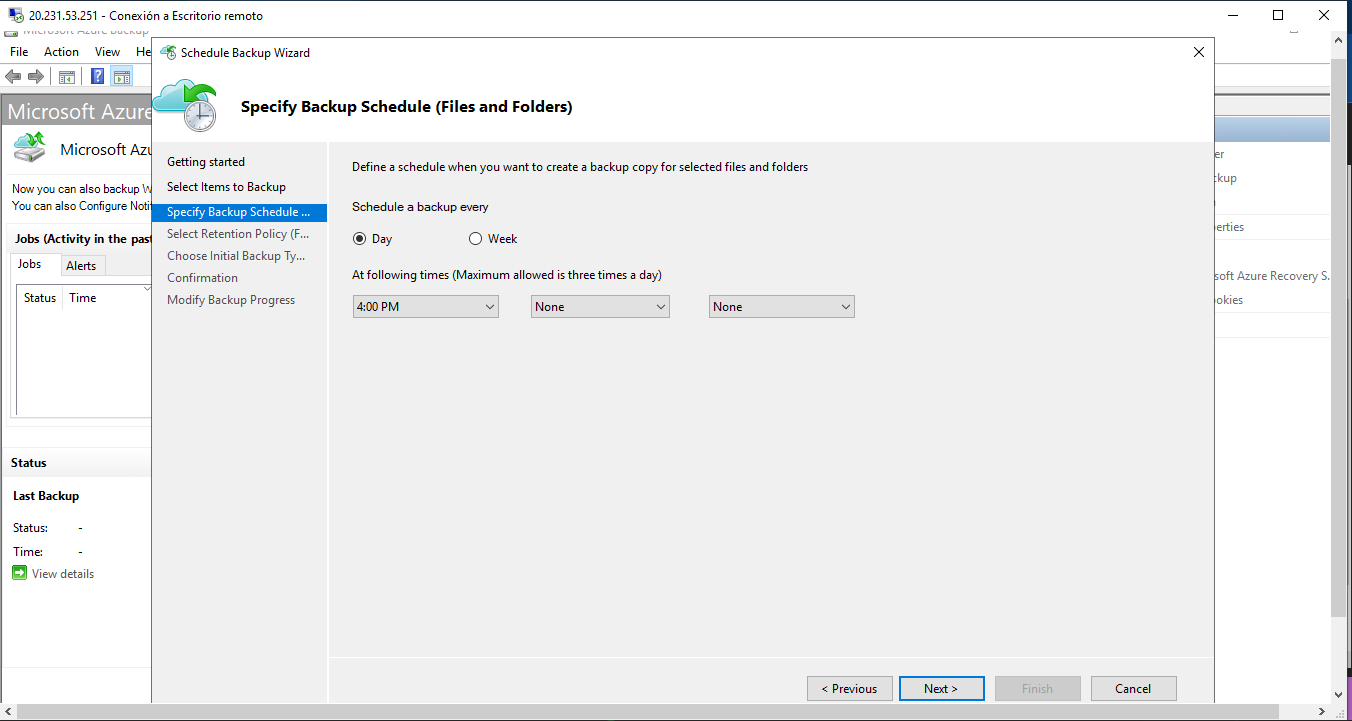 20.231.53.251 - Conexión a Escritorio remoto
Microsoft Azure Backup
File Action View He
Schedule Backup Wizard
Microsoft Azure
Specify Backup Schedule (Files and Folders)
Microsoft Azu
Now you can also backup W
You can also Configure Notif
Jobs (Activity in the past
Jobs Alerts
Status Time
Status
Last Backup
Status: -
Time: -
View details
Getting started
Select Items to Backup
Specify Backup Schedule ...
Select Retention Policy (F...
Choose Initial Backup Ty...
Confirmation
Modify Backup Progress
Define a schedule when you want to create a backup copy for selected files and folders
Schedule a backup every
Day Week
At following times (Maximum allowed is three times a day)
4:00 PM None None
er
ckup
erties
soft Azure Recovery S.
okies
< Previous Next > Finish Cancel